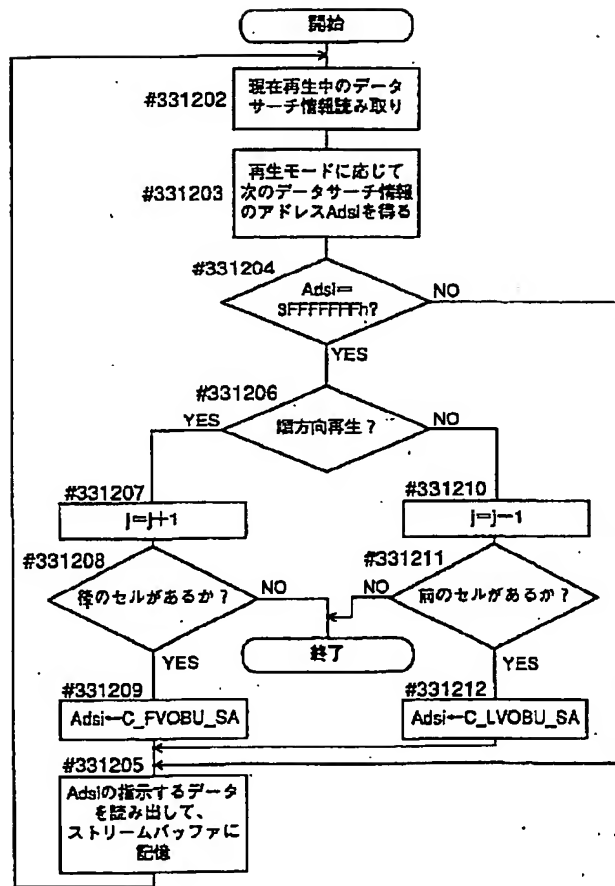 開始
#331202
現在再生中のデータ
サーチ情報読み取り
#331203
再生モードに応じて
次のデータサーチ情報
のアドレスAdsiを得る
#331204
Adsi=
3FFFFFFFh?
NO
YES
#331206
YES
順方向再生？
NO
#331207
j=j+1
#331210
j=j−1
#331208
後のセルがあるか？
NO
#331211
NO
前のセルがあるか？
終了
YES
YES
#331209
Adsi←C_FVOBU_SA
#331212
Adsi←C_LVOBU_SA
#331205
Adsiの指示するデータ
を読み出して、
ストリームバッファに
記憶